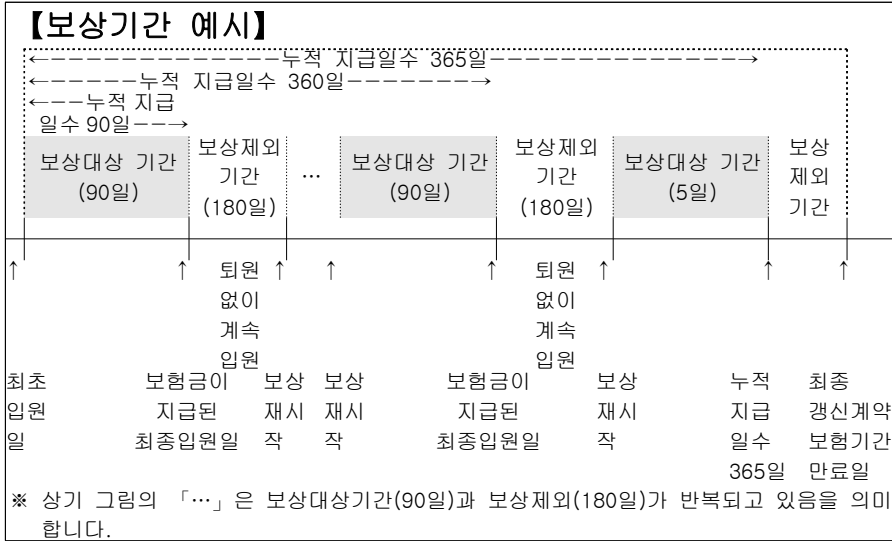 【보상기간 예시】
←−−−−−−−−−−−−−−누적 지급일수 365일−−−−−−−−−−−−−−−→
←−−−−−−누적 지급일수 360일−−−−−−−→
←−−−누적 지급
일수 90일−−→
보상대상 기간
(90일)
보상제외
기간
(180일)
…
보상대상 기간
(90일)
보상제외
기간
(180일)
보상대상 기간
(5일)
보상
제외
기간
↑ ↑ ↑ ↑ ↑ ↑ ↑ ↑
퇴원
없이
계속
입원
퇴원
없이
계속
입원
최초
입원
일
보험금이
지급된
최종입원일
보상
재시
작
보상
재시
작
보험금이
지급된
최종입원일
보상
재시
작
누적
지급
일수
365일
최종
갱신계약
보험기간
만료일
※ 상기 그림의 「…」은 보상대상기간(90일)과 보상제외(180일)가 반복되고 있음을 의미
합니다.